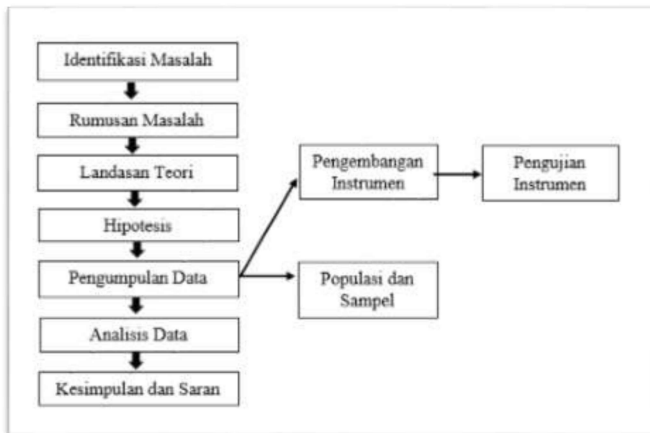 Identifikasi Masalah
Rumusan Masalah
Landasan Teori
Hipotesis
Pengumpulan Data
Analisis Data
Kesimpulan dan Saran
Pengembangan
Instrumen
Pengujian
Instrumen
Populasi dan
Sampel